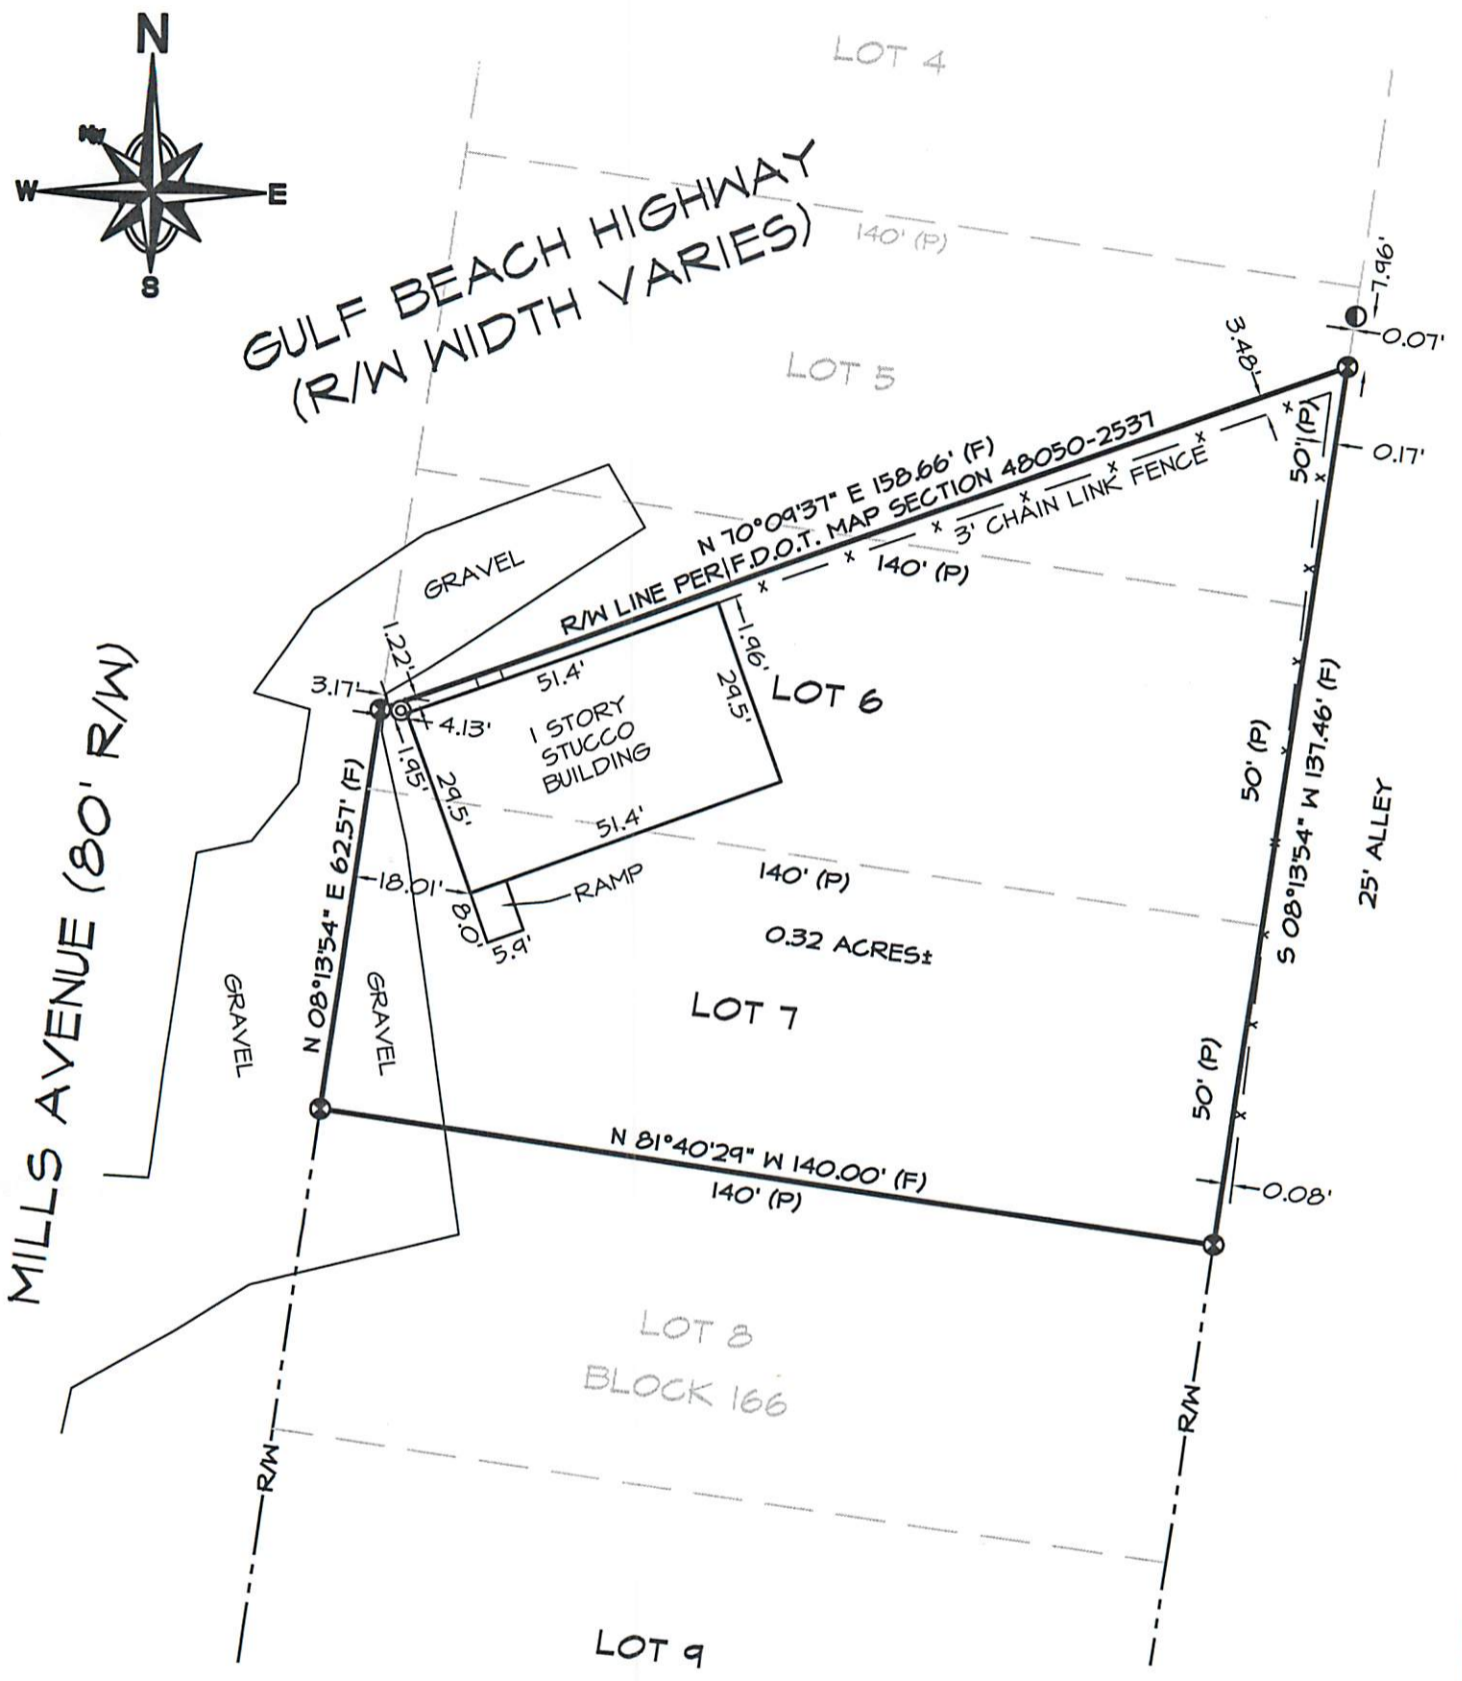 N
NW
W
E
S
LOT 4
GULF BEACH HIGHWAY
(R/W WIDTH VARIES)
140' (P)
7.96'
0.07'
3.48'
LOT 5
50' (P)
0.17'
N 70°09'37" E 158.66' (F)
R/W LINE PER F.D.O.T. MAP SECTION 48050-2537
3' CHAIN LINK FENCE
140' (P)
GRAVEL
1.22'
3.17'
4.13'
1.95'
51.4'
1.96'
29.5'
LOT 6
1 STORY
STUCCO
BUILDING
29.5'
51.4'
MILLS AVENUE (80' R/W)
N 08°13'54" E 62.57' (F)
18.01'
8.0'
5.9'
RAMP
140' (P)
50' (P)
S 08°13'54" W 137.46' (F)
25' ALLEY
0.32 ACRES±
LOT 7
GRAVEL
GRAVEL
50' (P)
N 81°40'29" W 140.00' (F)
140' (P)
0.08'
LOT 8
BLOCK 166
R/W
R/W
LOT 9